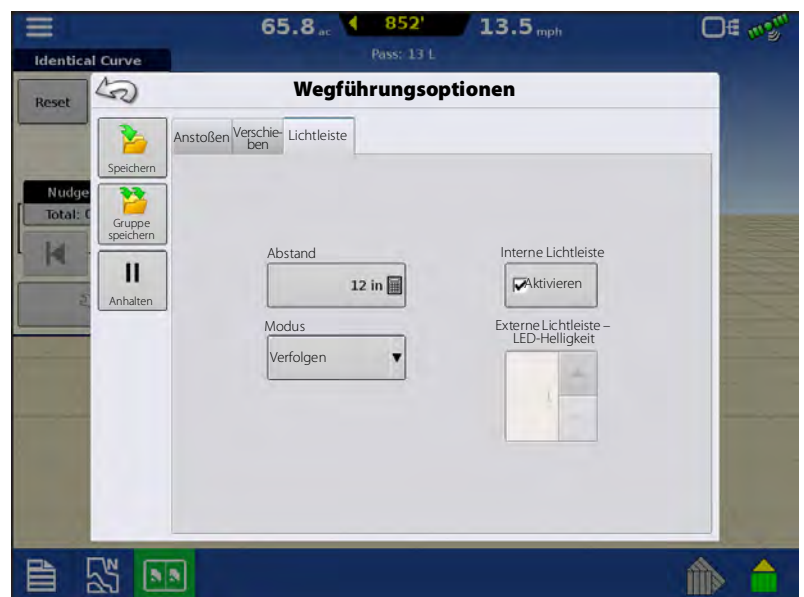 65.8 ac 852' 13.5 mph
Pass: 13 L
Identical Curve
Reset
Wegführungsoptionen
Speichern
Gruppe
speichern
Anhalten
Anstoßen
Verschie-
ben
Lichtleiste
Nudge
Total:
Abstand
12 in
Modus
Verfolgen
Interne Lichtleiste
Aktivieren
Externe Lichtleiste –
LED-Helligkeit
N